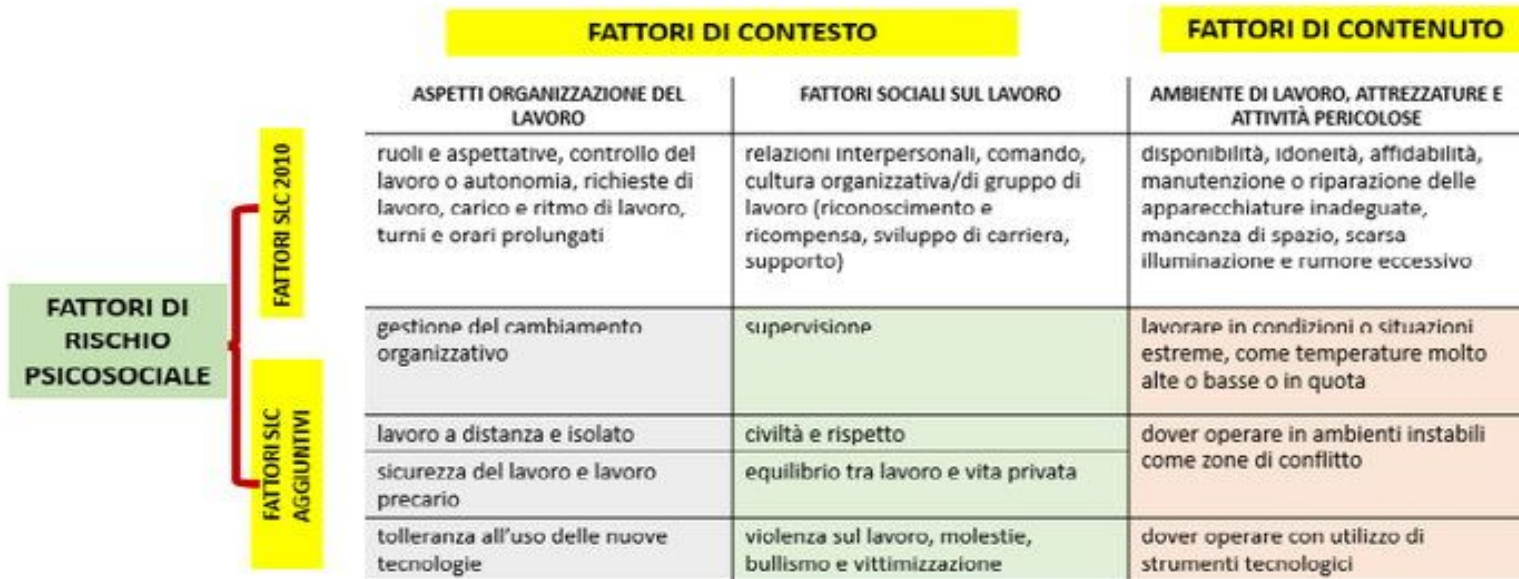 FATTORI DI CONTESTO
FATTORI DI CONTENUTO
ASPETTI ORGANIZZAZIONE DEL
LAVORO
FATTORI SOCIALI SUL LAVORO
AMBIENTE DI LAVORO, ATTREZZATURE E
ATTIVITÀ PERICOLOSE
FATTORI DI
RISCHIO
PSICOSOCIALE
FATTORI SLC 2010
ruoli e aspettative, controllo del
lavoro o autonomia, richieste di
lavoro, carico e ritmo di lavoro,
turni e orari prolungati
relazioni interpersonali, comando,
cultura organizzativa/di gruppo di
lavoro (riconoscimento e
ricompensa, sviluppo di carriera,
supporto)
disponibilità, idoneità, affidabilità,
manutenzione o riparazione delle
apparecchiature inadeguate,
mancanza di spazio, scarsa
illuminazione e rumore eccessivo
FATTORI SLC
AGGIUNTIVI
gestione del cambiamento
organizzativo
supervisione
lavorare in condizioni o situazioni
estreme, come temperature molto
alte o basse o in quota
lavoro a distanza e isolato
civiltà e rispetto
dover operare in ambienti instabili
come zone di conflitto
sicurezza del lavoro e lavoro
precario
equilibrio tra lavoro e vita privata
tolleranza all'uso delle nuove
tecnologie
violenza sul lavoro, molestie,
bullismo e vittimizzazione
dover operare con utilizzo di
strumenti tecnologici